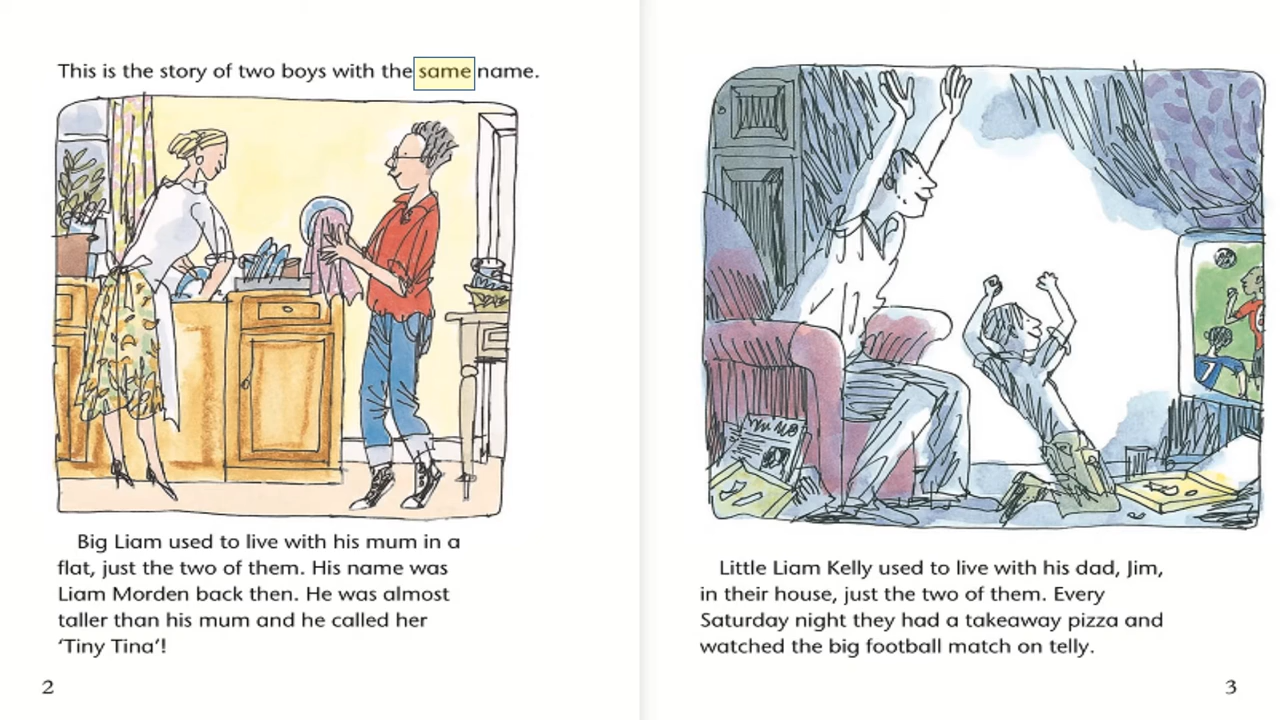 This is the story of two boys with the same name.
Big Liam used to live with his mum in a
flat, just the two of them. His name was
Liam Morden back then. He was almost
taller than his mum and he called her
‘Tiny Tina’!
2
7
Little Liam Kelly used to live with his dad, Jim,
in their house, just the two of them. Every
Saturday night they had a takeaway pizza and
watched the big football match on telly.
3